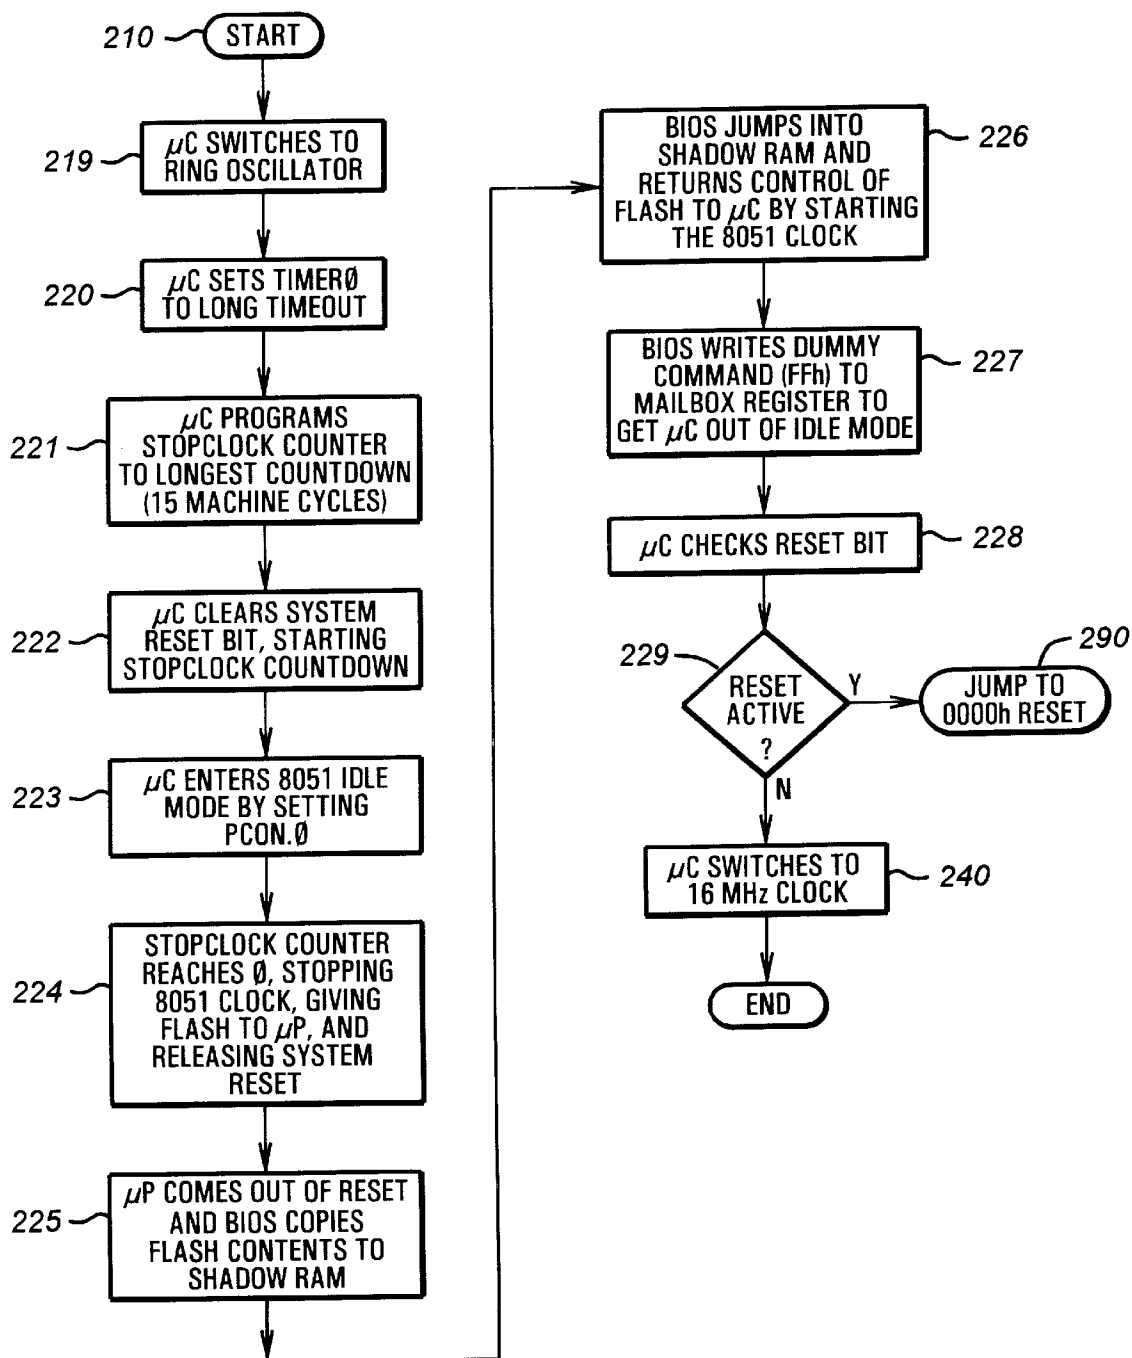 210
START
219
µC SWITCHES TO
RING OSCILLATOR
220
µC SETS TIMERØ
TO LONG TIMEOUT
221
µC PROGRAMS
STOPCLOCK COUNTER
TO LONGEST COUNTDOWN
(15 MACHINE CYCLES)
222
µC CLEARS SYSTEM
RESET BIT, STARTING
STOPCLOCK COUNTDOWN
223
µC ENTERS 8051 IDLE
MODE BY SETTING
PCON.Ø
224
STOPCLOCK COUNTER
REACHES Ø, STOPPING
8051 CLOCK, GIVING
FLASH TO µP, AND
RELEASING SYSTEM
RESET
225
µP COMES OUT OF RESET
AND BIOS COPIES
FLASH CONTENTS TO
SHADOW RAM
BIOS JUMPS INTO
SHADOW RAM AND
RETURNS CONTROL OF
FLASH TO µC BY STARTING
THE 8051 CLOCK
226
BIOS WRITES DUMMY
COMMAND (FFh) TO
MAILBOX REGISTER TO
GET µC OUT OF IDLE MODE
227
µC CHECKS RESET BIT
228
229
RESET
ACTIVE
?
Y
N
290
JUMP TO
0000h RESET
µC SWITCHES TO
16 MHz CLOCK
240
END